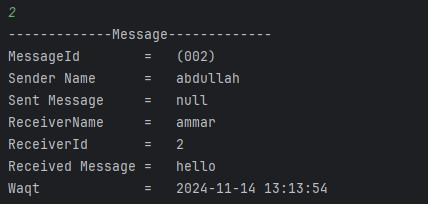 2
-------------Message-------------
MessageId        =   (002)
Sender Name      =   abdullah
Sent Message     =   null
ReceiverName     =   ammar
ReceiverId       =   2
Received Message =   hello
Waqt             =   2024-11-14 13:13:54